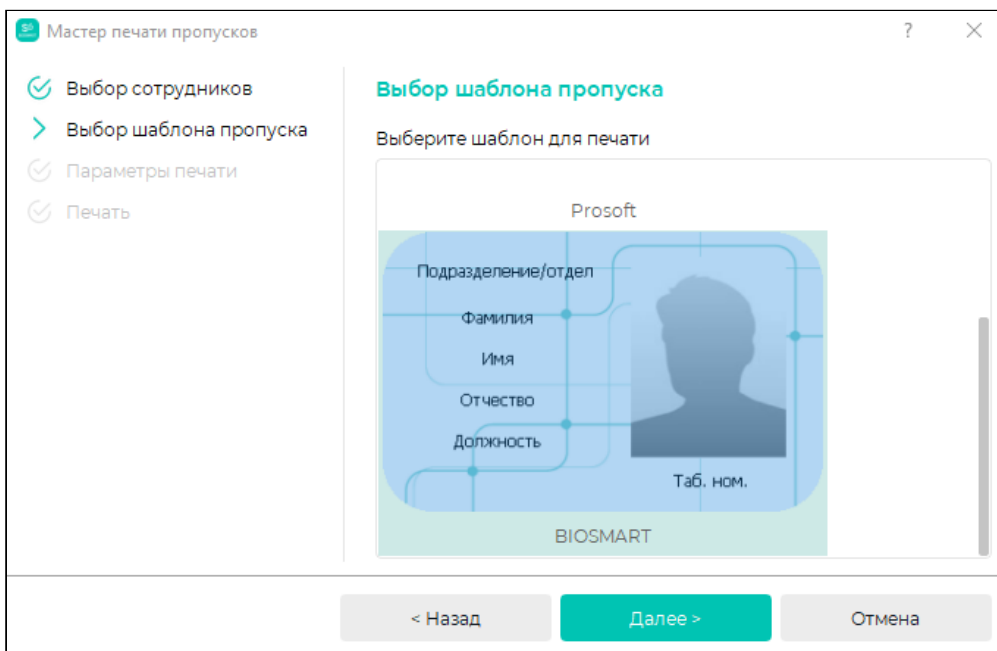 Мастер печати пропусков
?
Выбор сотрудников
Выбор шаблона пропуска
Параметры печати
Печать
Выбор шаблона пропуска
Выберите шаблон для печати
Prosoft
Подразделение/отдел
Фамилия
Имя
Отчество
Должность
Таб. ном.
BIOSMART
< Назад
Далее >
Отмена